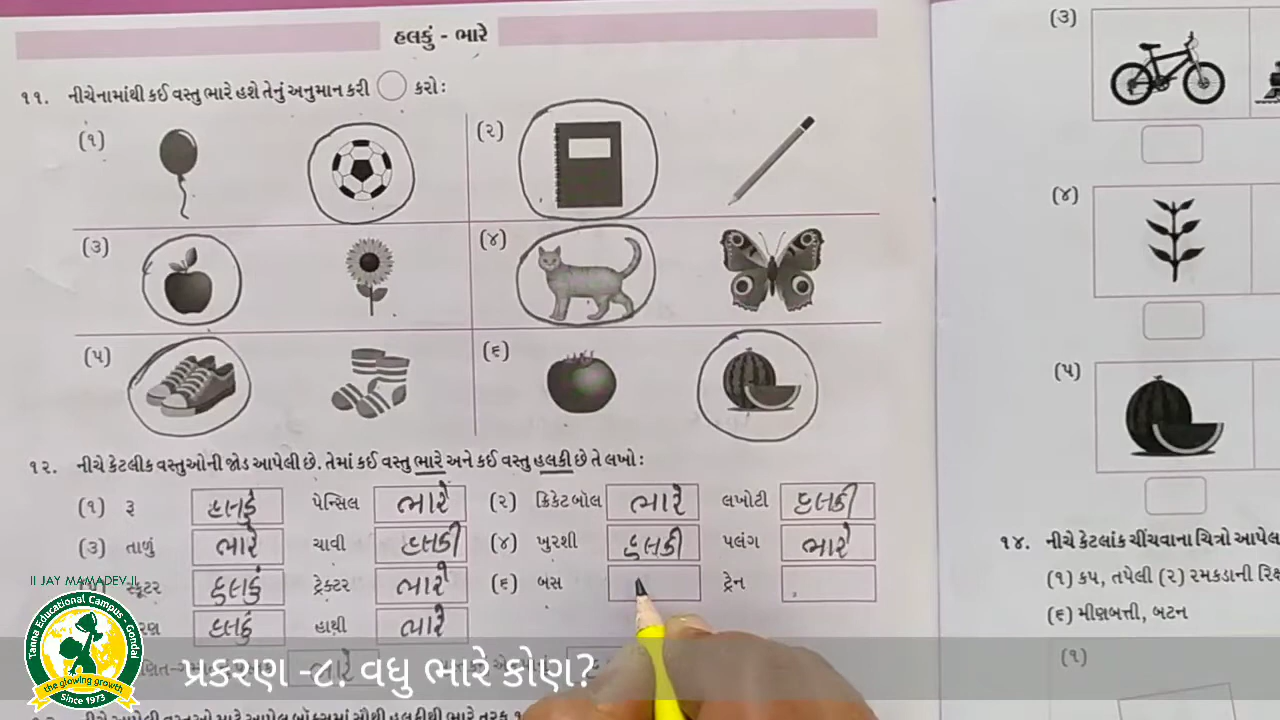 હલકું - ભારે
૧૧. નીચેનામાંથી કઈ વસ્તુ ભારે હશે તેનું અનુમાન કરી ◯ કરો :
(૧) (૨)
(૩) (૪)
(૫) (૬)
૧૨. નીચે કેટલીક વસ્તુઓની જોડ આપેલી છે. તેમાં કઈ વસ્તુ ભારે અને કઈ વસ્તુ હલકી છે તે લખો :
(૧) રૂ હલકું પેન્સિલ ભારે (૨) ક્રિકેટ બૉલ ભારે લખોટી હલકી
(૩) તાળું ભારે ચાવી હલકી (૪) ખુરશી હલકી પલંગ ભારે
સ્કૂટર હલકું ટ્રેક્ટર ભારે (૬) બસ ટ્રેન
હલકું હાથી ભારે
ભારે
(૩)
(૪)
(૫)
૧૪. નીચે કેટલાંક ચીંચવાના ચિત્રો આપેલ
(૧) કપ, તપેલી (૨) રમકડાની રિક્ષ
(૬) મીણબત્તી, બટન
(૧)
II JAY MAMADEV II
Tanna Educational Campus - Gondal
the glowing growth
Since 1973
પ્રકરણ -૮. વધુ ભારે કોણ?